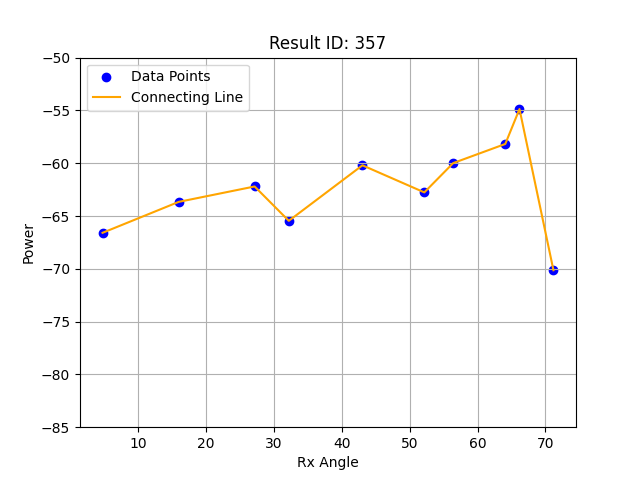 Result ID: 357
Data Points
Connecting Line
Power
−50
−55
−60
−65
−70
−75
−80
−85
10 20 30 40 50 60 70
Rx Angle